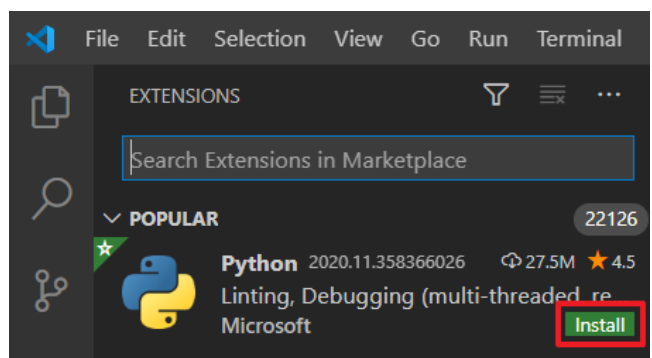 File Edit Selection View Go Run Terminal
EXTENSIONS
Search Extensions in Marketplace
POPULAR 22126
Python 2020.11.358366026 27.5M 4.5
Linting, Debugging (multi-threaded, re...
Microsoft Install